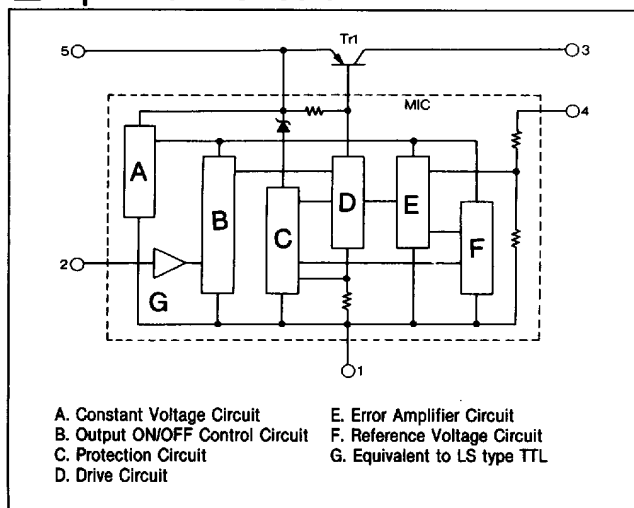 5
Tr1
3
MIC
4
A
B
C
D
E
F
2
G
1
A. Constant Voltage Circuit
B. Output ON/OFF Control Circuit
C. Protection Circuit
D. Drive Circuit
E. Error Amplifier Circuit
F. Reference Voltage Circuit
G. Equivalent to LS type TTL